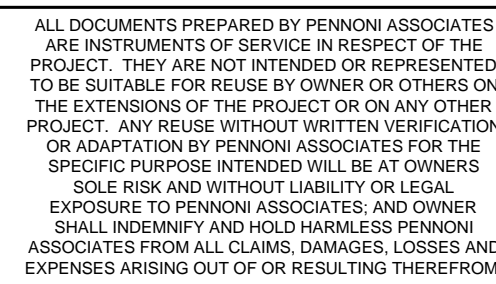 ALL DOCUMENTS PREPARED BY PENNONI ASSOCIATES
ARE INSTRUMENTS OF SERVICE IN RESPECT OF THE
PROJECT. THEY ARE NOT INTENDED OR REPRESENTED
TO BE SUITABLE FOR REUSE BY OWNER OR OTHERS ON
THE EXTENSIONS OF THE PROJECT OR ON ANY OTHER
PROJECT. ANY REUSE WITHOUT WRITTEN VERIFICATION
OR ADAPTATION BY PENNONI ASSOCIATES FOR THE
SPECIFIC PURPOSE INTENDED WILL BE AT OWNERS
SOLE RISK AND WITHOUT LIABILITY OR LEGAL
EXPOSURE TO PENNONI ASSOCIATES; AND OWNER
SHALL INDEMNIFY AND HOLD HARMLESS PENNONI
ASSOCIATES FROM ALL CLAIMS, DAMAGES, LOSSES AND
EXPENSES ARISING OUT OF OR RESULTING THEREFROM